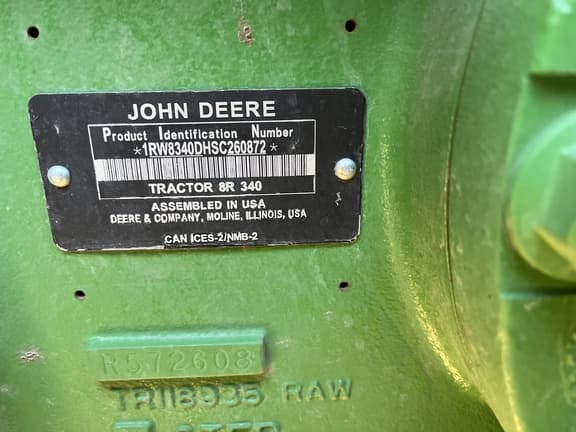 JOHN DEERE
Product Identification Number
*1RW8340DHSC260872*
TRACTOR 8R 340
ASSEMBLED IN USA
DEERE & COMPANY, MOLINE, ILLINOIS, USA
CAN ICES-2/NMB-2
R572608
TR118935 RAW